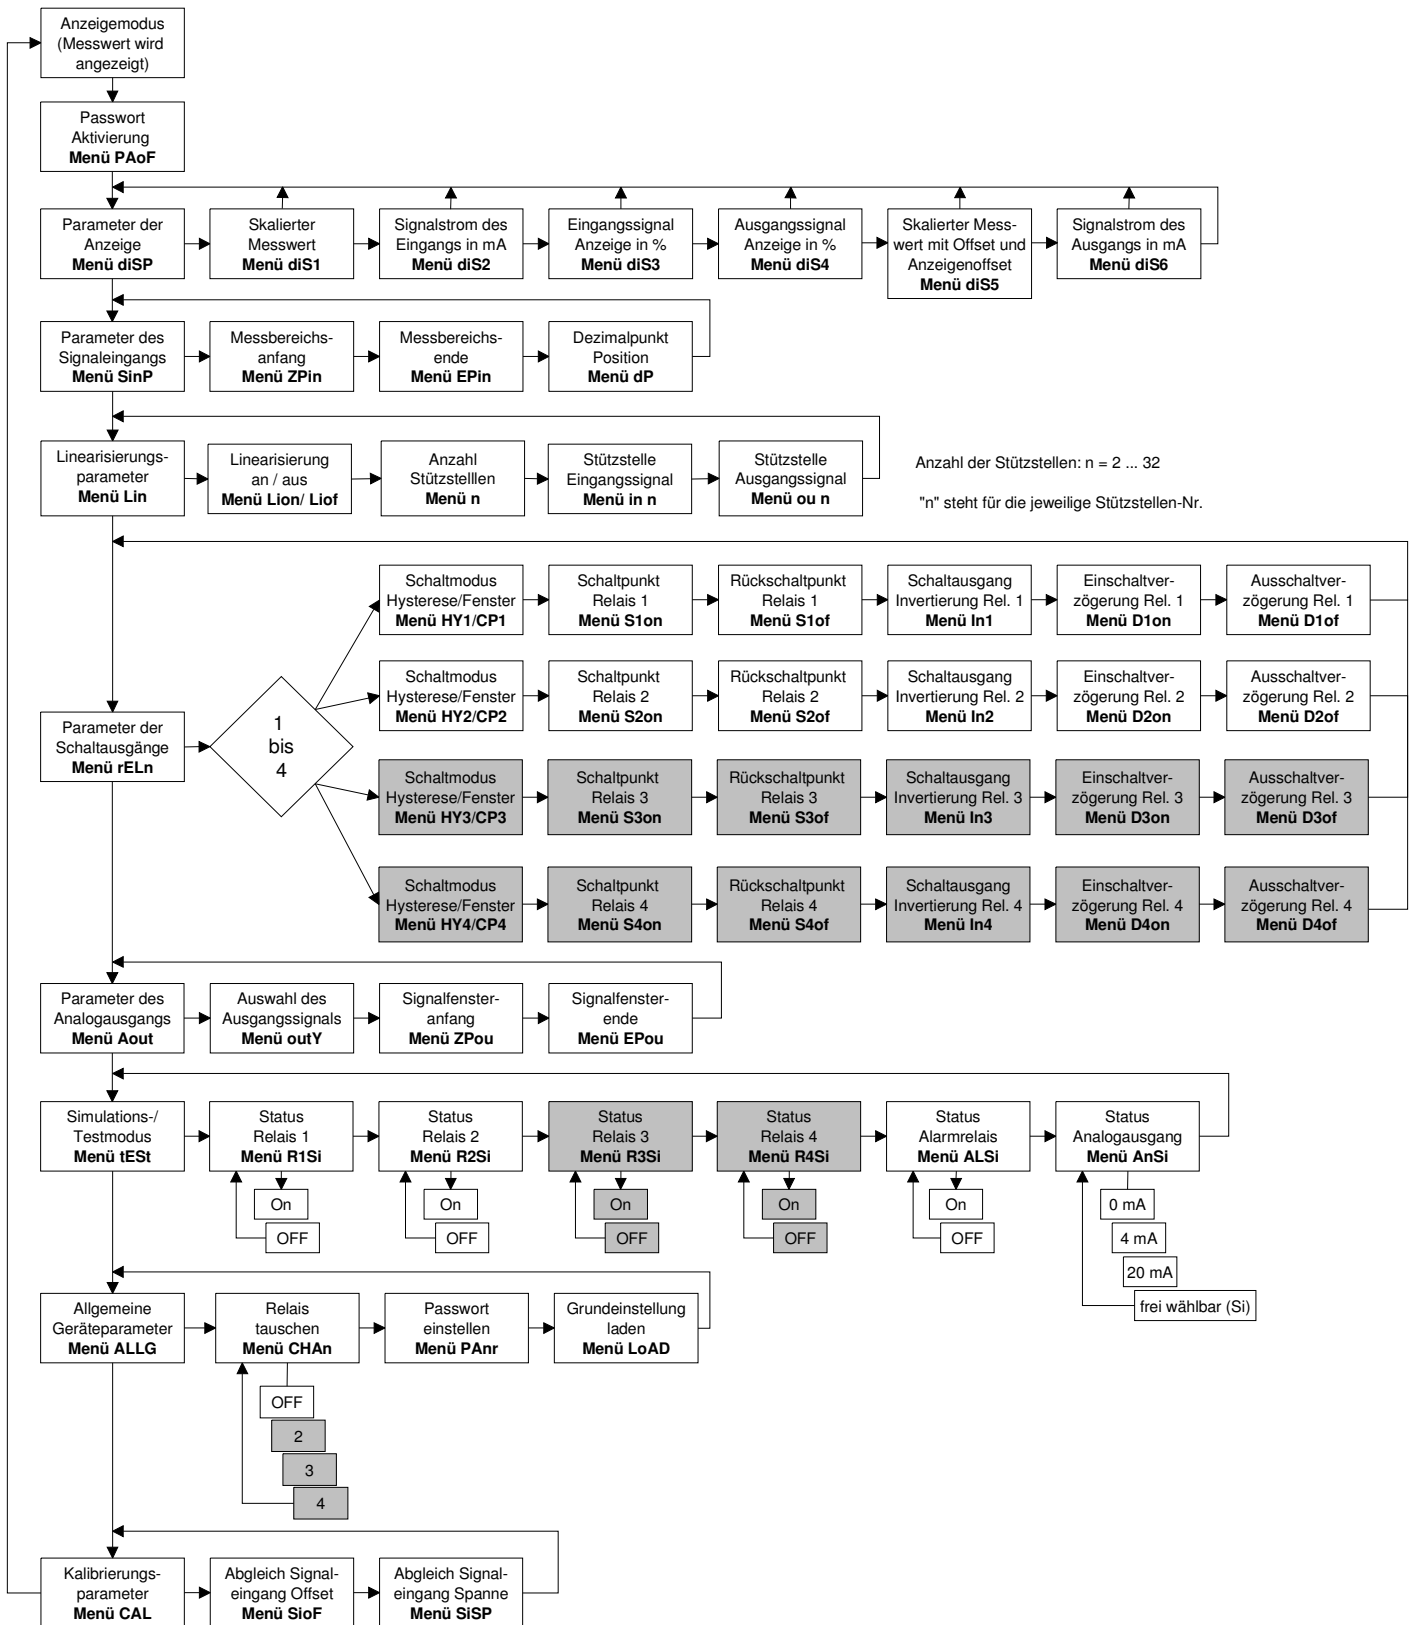 Anzeigemodus
(Messwert wird
angezeigt)
Passwort
Aktivierung
Menü PAoF
Parameter der
Anzeige
Menü diSP
Skalierter
Messwert
Menü diS1
Signalstrom des
Eingangs in mA
Menü diS2
Eingangssignal
Anzeige in %
Menü diS3
Ausgangssignal
Anzeige in %
Menü diS4
Skalierter Mess-
wert mit Offset und
Anzeigenoffset
Menü diS5
Signalstrom des
Ausgangs in mA
Menü diS6
Parameter des
Signaleingangs
Menü SinP
Messbereichs-
anfang
Menü ZPin
Messbereichs-
ende
Menü EPin
Dezimalpunkt
Position
Menü dP
Linearisierungs-
parameter
Menü Lin
Linearisierung
an / aus
Menü Lion/ Liof
Anzahl
Stützstelllen
Menü n
Stützstelle
Eingangssignal
Menü in n
Stützstelle
Ausgangssignal
Menü ou n
Anzahl der Stützstellen: n = 2 ... 32
"n" steht für die jeweilige Stützstellen-Nr.
Parameter der
Schaltausgänge
Menü rELn
1
bis
4
Schaltmodus
Hysterese/Fenster
Menü HY1/CP1
Schaltpunkt
Relais 1
Menü S1on
Rückschaltpunkt
Relais 1
Menü S1of
Schaltausgang
Invertierung Rel. 1
Menü In1
Einschaltver-
zögerung Rel. 1
Menü D1on
Ausschaltver-
zögerung Rel. 1
Menü D1of
Schaltmodus
Hysterese/Fenster
Menü HY2/CP2
Schaltpunkt
Relais 2
Menü S2on
Rückschaltpunkt
Relais 2
Menü S2of
Schaltausgang
Invertierung Rel. 2
Menü In2
Einschaltver-
zögerung Rel. 2
Menü D2on
Ausschaltver-
zögerung Rel. 2
Menü D2of
Schaltmodus
Hysterese/Fenster
Menü HY3/CP3
Schaltpunkt
Relais 3
Menü S3on
Rückschaltpunkt
Relais 3
Menü S3of
Schaltausgang
Invertierung Rel. 3
Menü In3
Einschaltver-
zögerung Rel. 3
Menü D3on
Ausschaltver-
zögerung Rel. 3
Menü D3of
Schaltmodus
Hysterese/Fenster
Menü HY4/CP4
Schaltpunkt
Relais 4
Menü S4on
Rückschaltpunkt
Relais 4
Menü S4of
Schaltausgang
Invertierung Rel. 4
Menü In4
Einschaltver-
zögerung Rel. 4
Menü D4on
Ausschaltver-
zögerung Rel. 4
Menü D4of
Parameter des
Analogausgangs
Menü Aout
Auswahl des
Ausgangssignals
Menü outY
Signalfenster-
anfang
Menü ZPou
Signalfenster-
ende
Menü EPou
Simulations-/
Testmodus
Menü tESt
Status
Relais 1
Menü R1Si
On
OFF
Status
Relais 2
Menü R2Si
On
OFF
Status
Relais 3
Menü R3Si
On
OFF
Status
Relais 4
Menü R4Si
On
OFF
Status
Alarmrelais
Menü ALSi
On
OFF
Status
Analogausgang
Menü AnSi
0 mA
4 mA
20 mA
frei wählbar (Si)
Allgemeine
Geräteparameter
Menü ALLG
Relais
tauschen
Menü CHAn
OFF
2
3
4
Passwort
einstellen
Menü PAnr
Grundeinstellung
laden
Menü LoAD
Kalibrierungs-
parameter
Menü CAL
Abgleich Signal-
eingang Offset
Menü SioF
Abgleich Signal-
eingang Spanne
Menü SiSP